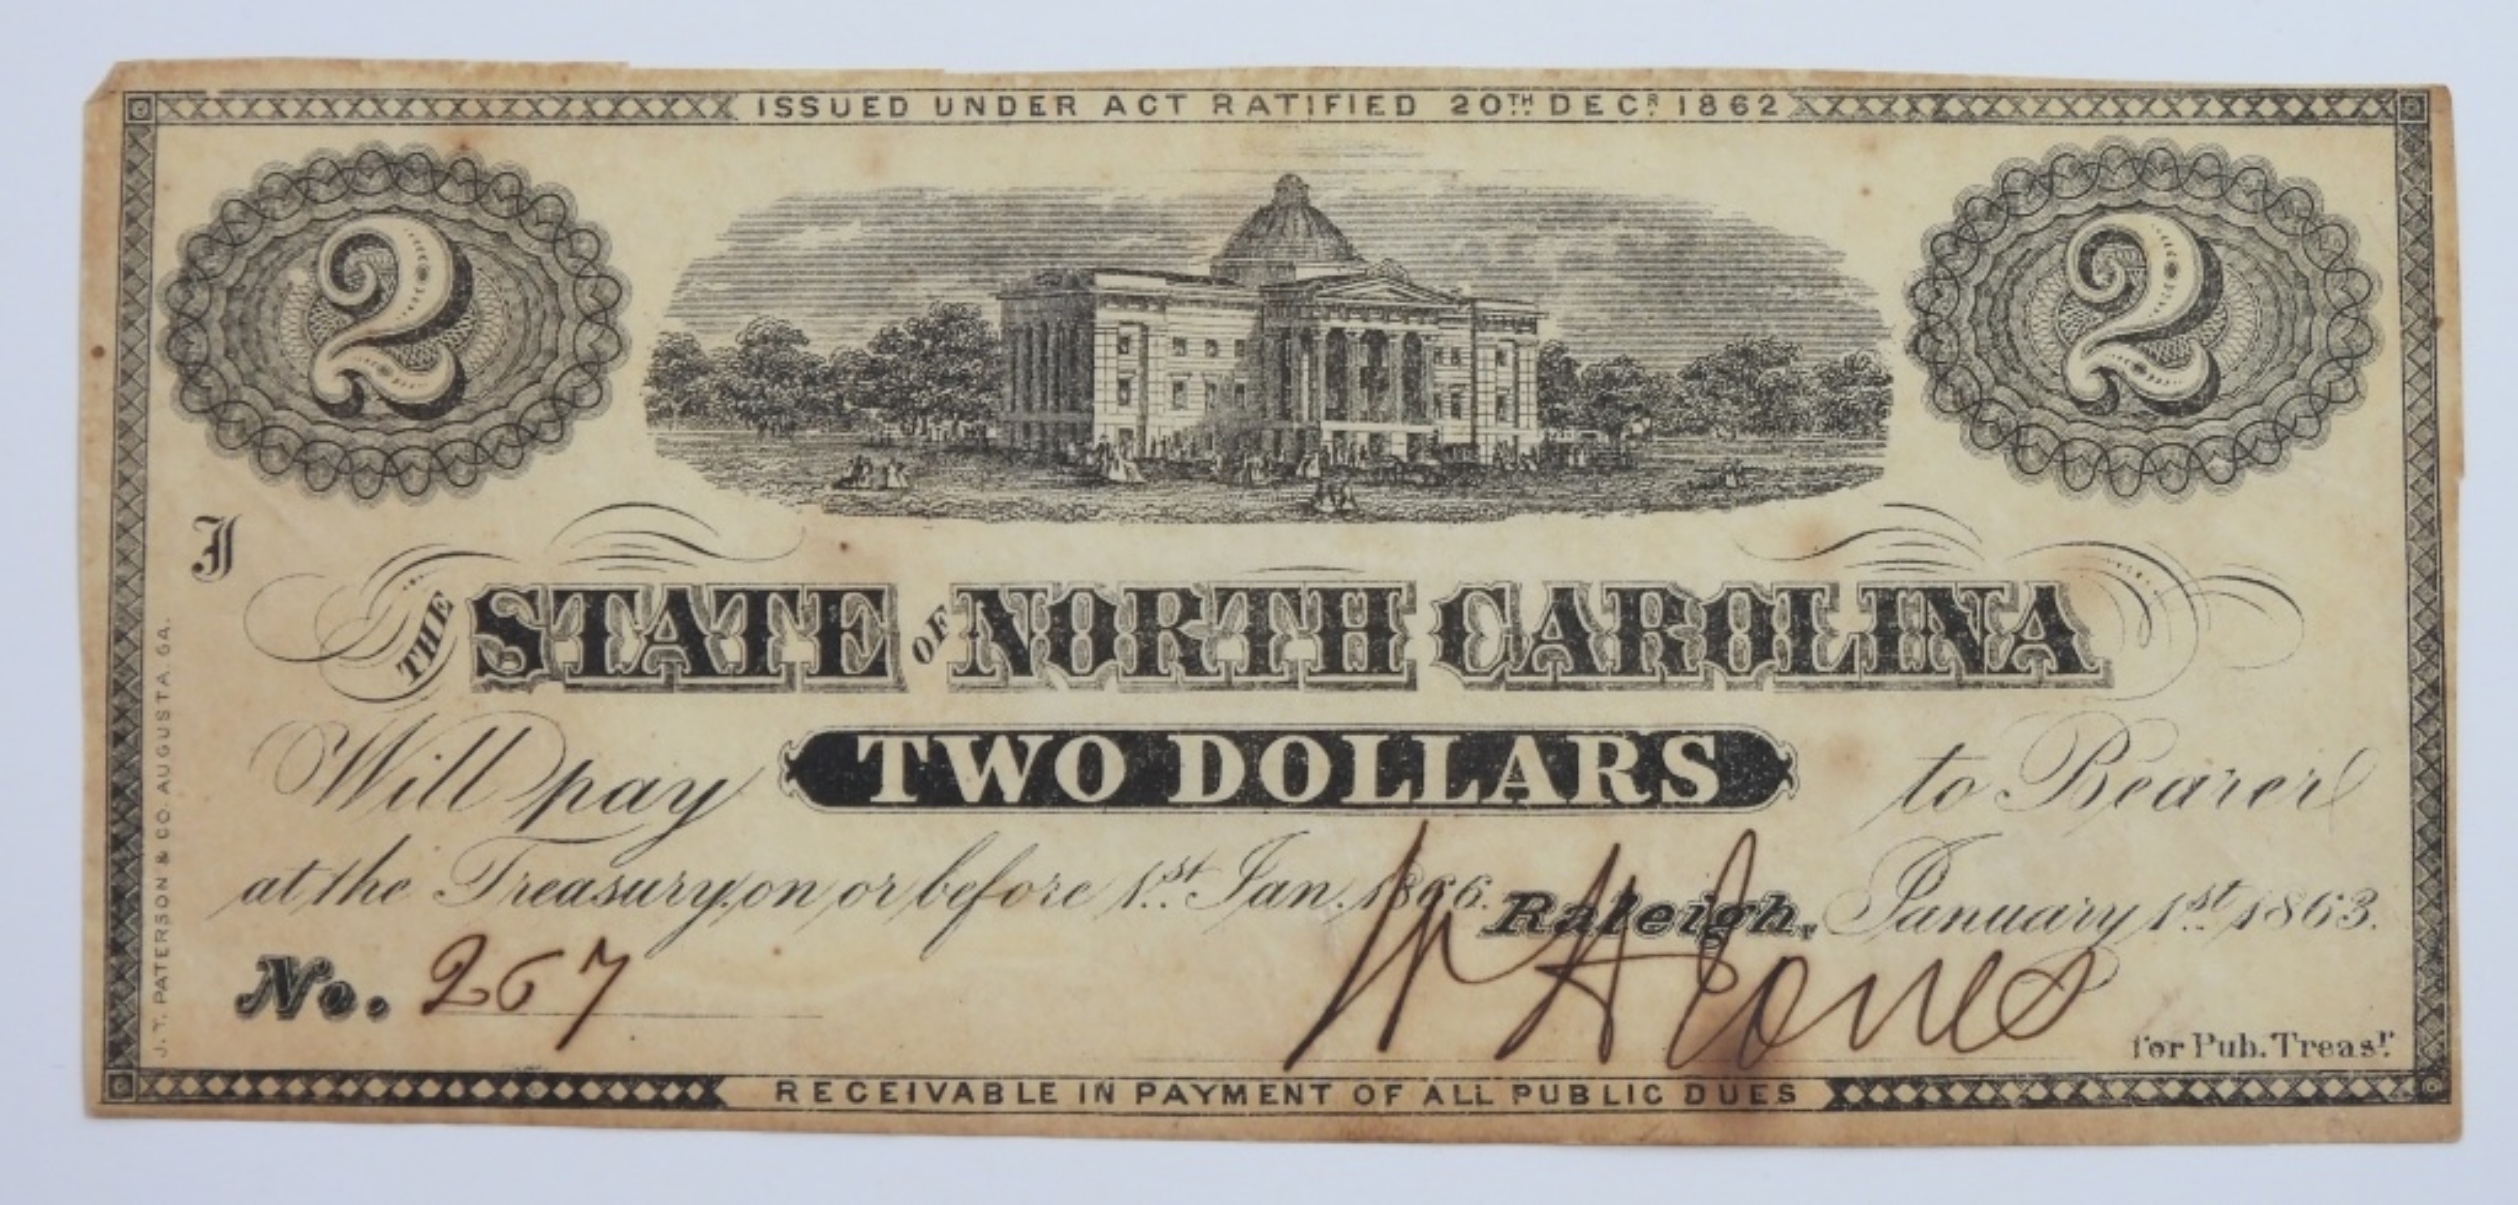 ISSUED UNDER ACT RATIFIED 20TH DECR 1862
2 2
J
THE STATE OF NORTH CAROLINA
Will pay TWO DOLLARS to Bearer
at the Treasury, on or before 1st Jan. 1866. Raleigh, January 1st 1863.
No. 267
W H Jones
for Pub. Treasr.
RECEIVABLE IN PAYMENT OF ALL PUBLIC DUES
J. T. PATERSON & CO. AUGUSTA. GA.